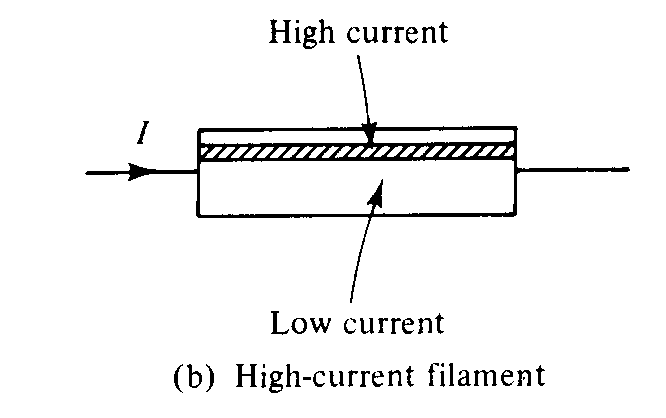 High current
I
Low current
(b) High-current filament